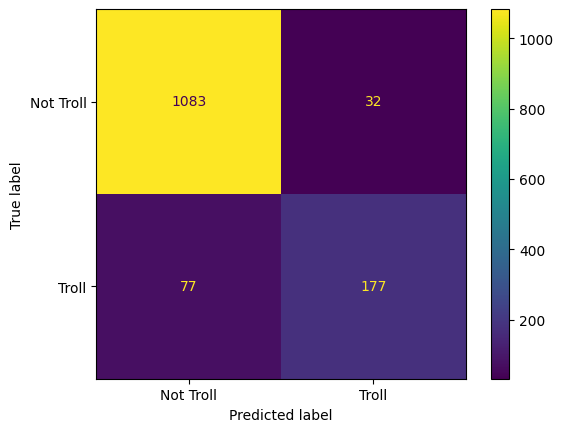 1000
Not Troll 1083 32
800
True label
600
400
Troll 77 177
200
Not Troll Troll
Predicted label